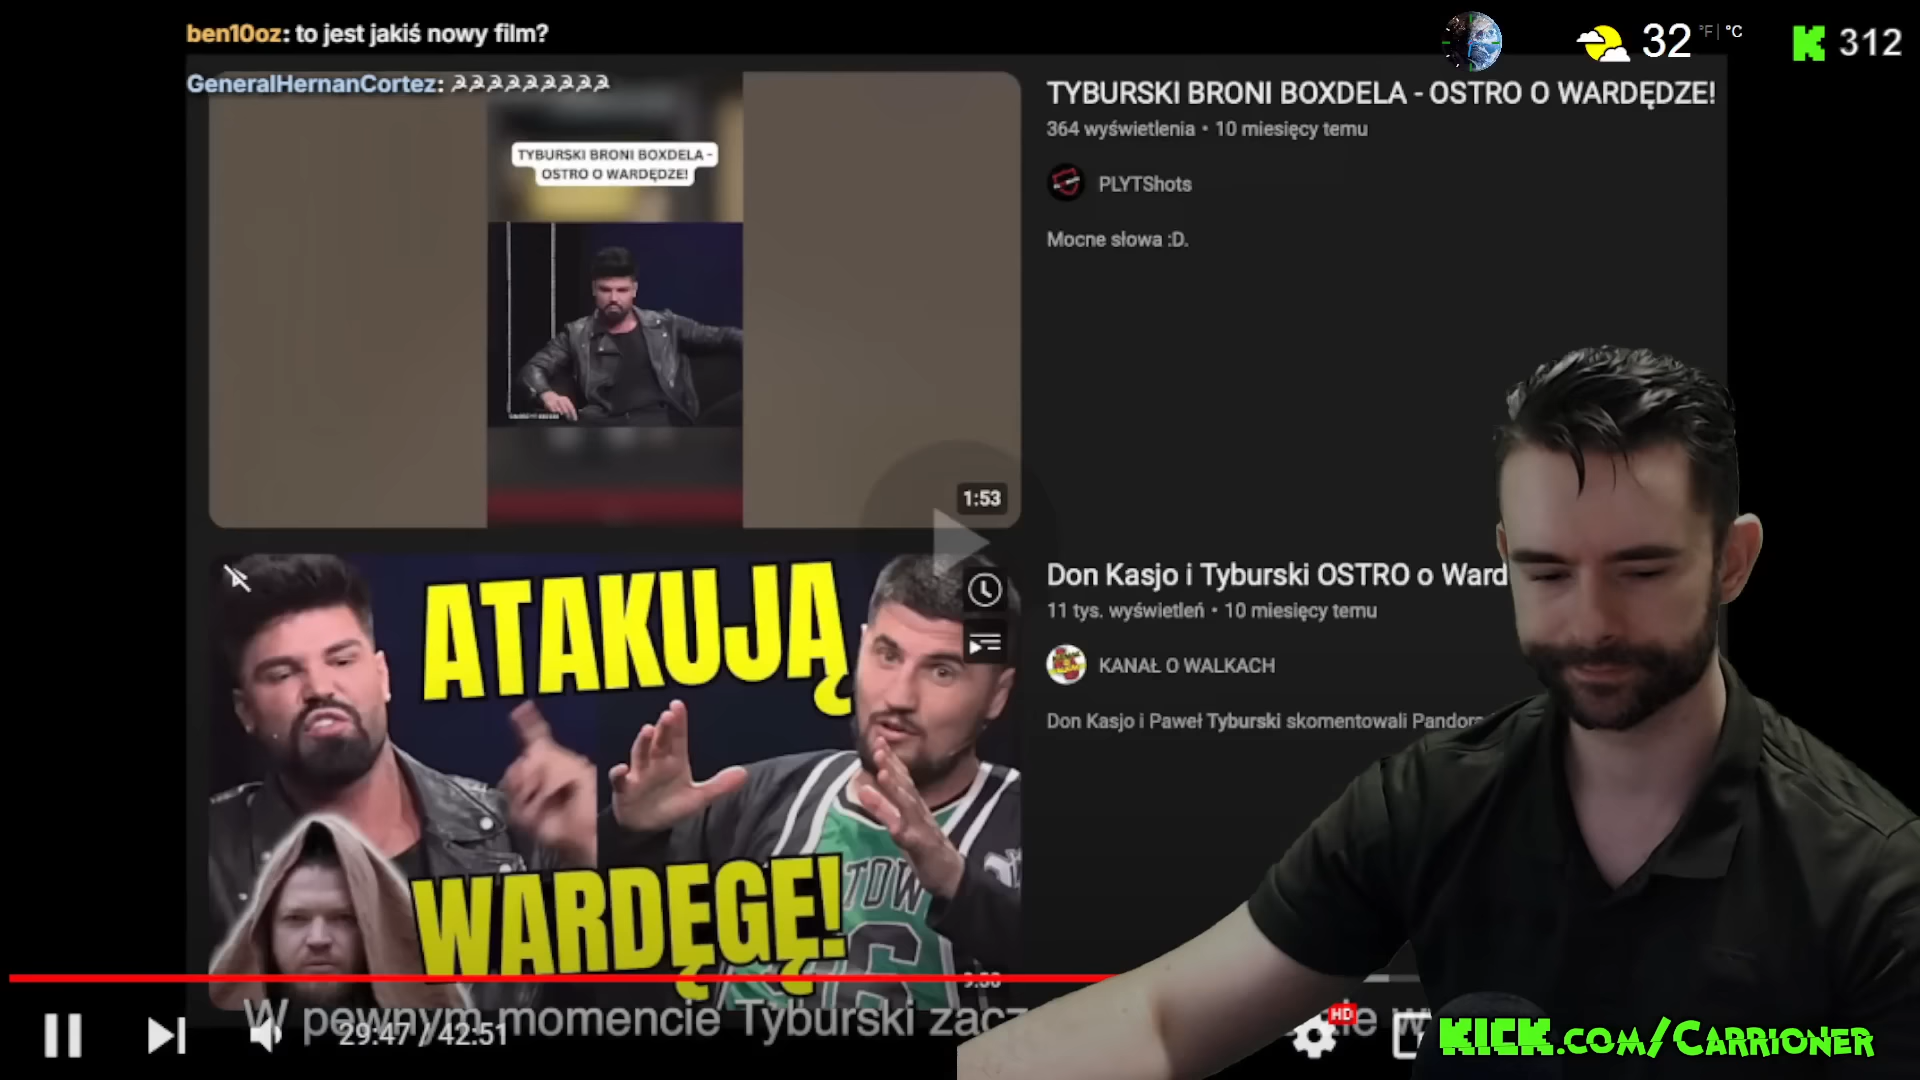 ben10oz: to jest jakiś nowy film?
32 °F | °C
312
GeneralHernanCortez: ☭☭☭☭☭☭☭☭☭
TYBURSKI BRONI BOXDELA - OSTRO O WARDĘDZE!
364 wyświetlenia • 10 miesięcy temu
TYBURSKI BRONI BOXDELA -
OSTRO O WARDĘDZE!
PLYTShots
Mocne słowa :D.
1:53
ATAKUJĄ
WARDĘGĘ!
Don Kasjo i Tyburski OSTRO o Ward
11 tys. wyświetleń • 10 miesięcy temu
KANAŁ O WALKACH
Don Kasjo i Paweł Tyburski skomentowali Pandora
W pewnym momencie Tyburski zacz
29:47 / 42:51
HD
KICK.com/Carrioner